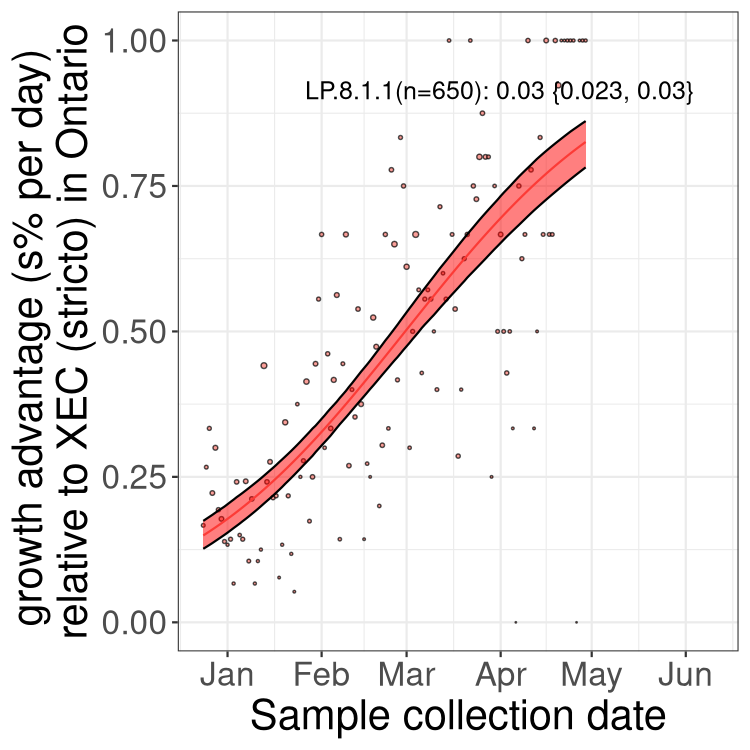 growth advantage (s% per day)
relative to XEC (stricto) in Ontario
1.00
0.75
0.50
0.25
0.00
LP.8.1.1(n=650): 0.03 {0.023, 0.03}
Jan Feb Mar Apr May Jun
Sample collection date